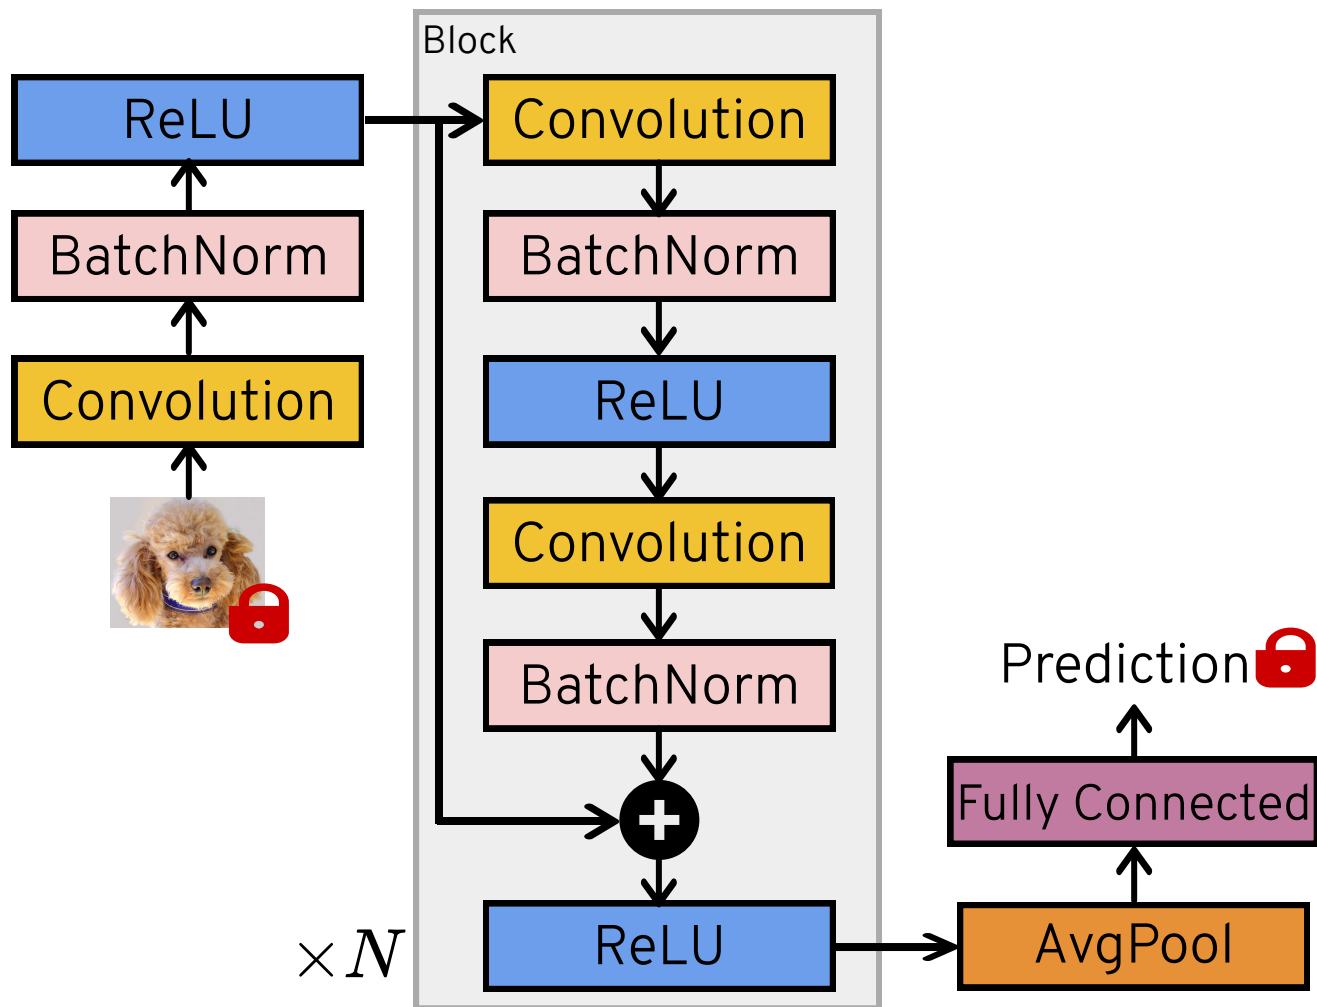 Block
ReLU
BatchNorm
Convolution
Convolution
BatchNorm
ReLU
Convolution
BatchNorm
+
ReLU
×N
Prediction
Fully Connected
AvgPool